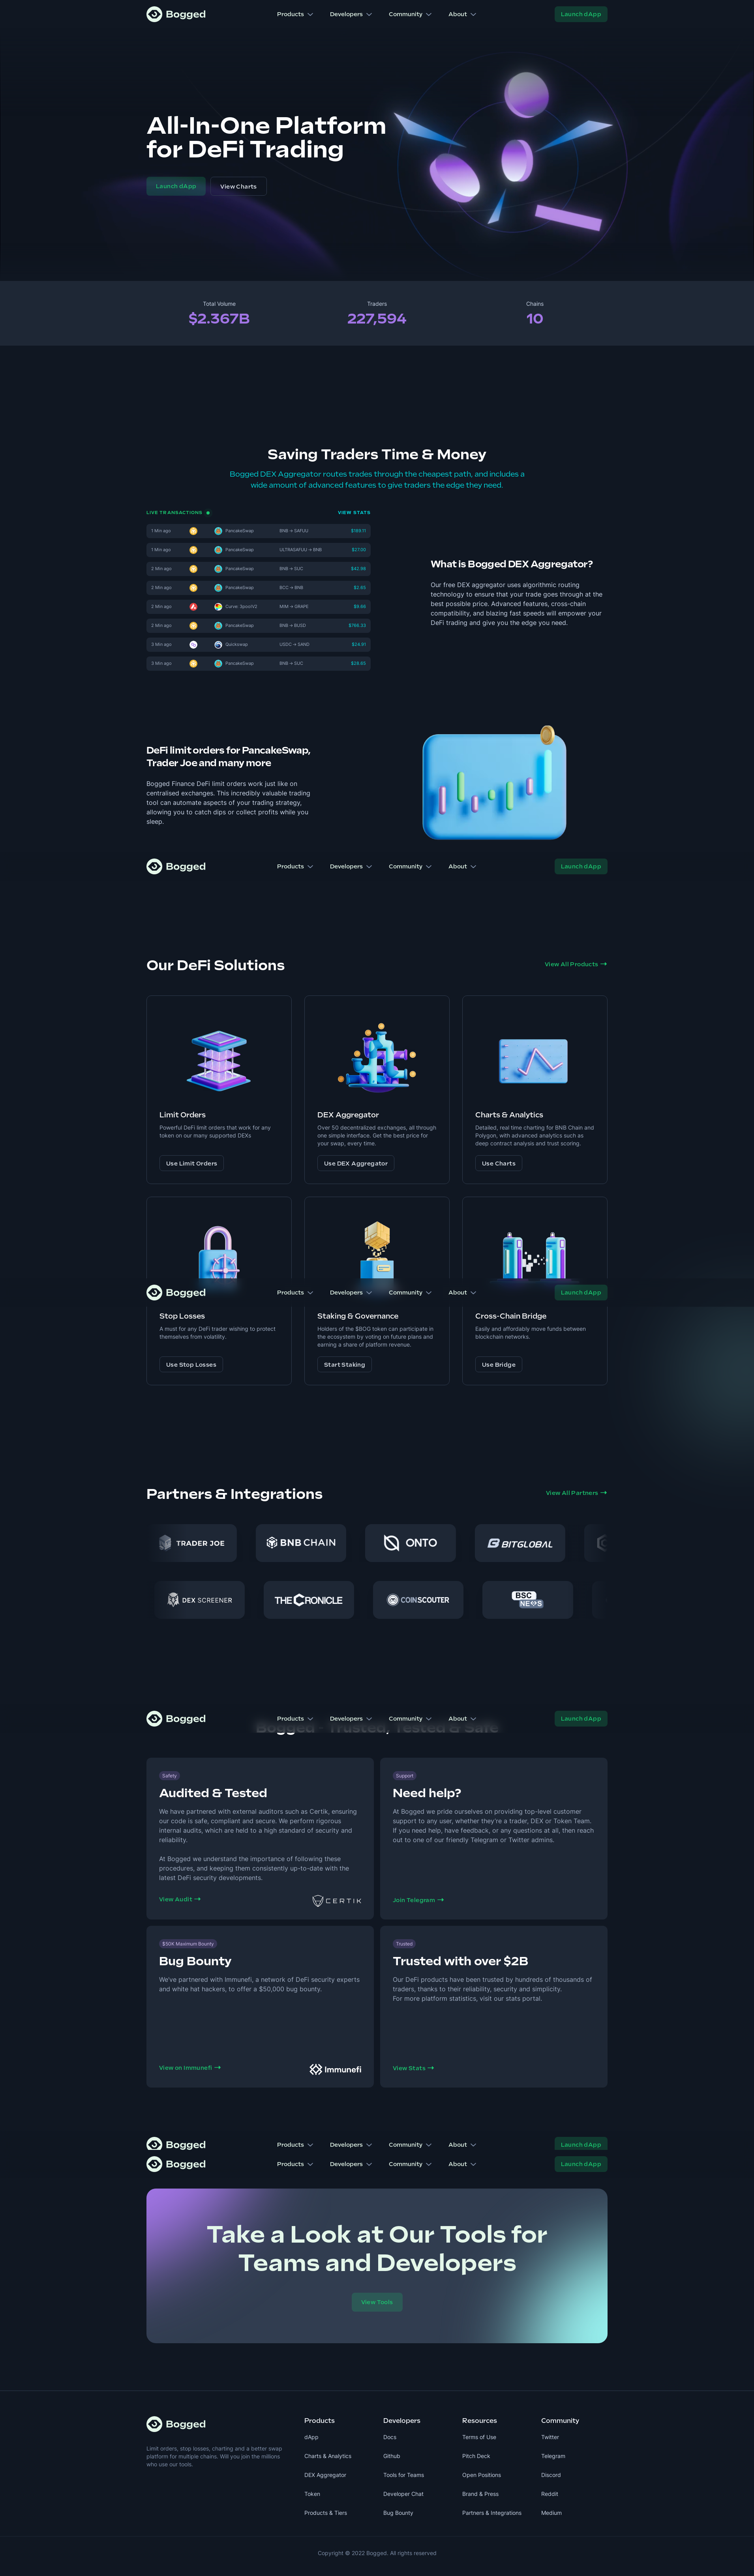 Bogged
Products
Developers
Community
About
Launch dApp
All-In-One Platform
for DeFi Trading
Launch dApp
View Charts
Total Volume
$2.367B
Traders
227,594
Chains
10
Saving Traders Time & Money
Bogged DEX Aggregator routes trades through the cheapest path, and includes a
wide amount of advanced features to give traders the edge they need.
LIVE TRANSACTIONS
VIEW STATS
1 Min ago PancakeSwap BNB → SAFUU $189.11
1 Min ago PancakeSwap ULTRASAFUU → BNB $27.00
2 Min ago PancakeSwap BNB → SUC $42.96
2 Min ago PancakeSwap BCC → BNB
2 Min ago MIM → GRAPE
2 Min ago PancakeSwap BNB → BUSD
3 Min ago Quickswap USDC → SAND
3 Min ago PancakeSwap BNB → SUC
What is Bogged DEX Aggregator?
Our free DEX aggregator uses algorithmic routing
technology to ensure that your trade goes through at the
best possible price. Advanced features, cross-chain
compatibility, and blazing fast speeds will empower your
DeFi trading and give you the edge you need.
DeFi limit orders for PancakeSwap,
Trader Joe and many more
Bogged Finance DeFi limit orders work just like on
centralised exchanges. This incredibly valuable trading
tool can automate aspects of your trading strategy,
allowing you to catch dips or collect profits while you
sleep.
Bogged
Products
Developers
Community
About
Launch dApp
Our DeFi Solutions
View All Products →
Limit Orders
Powerful DeFi limit orders that work for any
token on our many supported DEXs
Use Limit Orders
DEX Aggregator
Over 50 decentralized exchanges, all through
one simple interface. Get the best price for
your swap, every time.
Use DEX Aggregator
Charts & Analytics
Detailed, real time charting for BNB Chain and
Polygon, with advanced analytics such as
deep contract analysis and trust scoring.
Use Charts
Bogged
Products
Developers
Community
About
Launch dApp
Stop Losses
A must for any DeFi trader wishing to protect
themselves from volatility.
Use Stop Losses
Staking & Governance
Holders of the $BOG token can participate in
the ecosystem by voting on future plans and
earning a share of platform revenue.
Start Staking
Cross-Chain Bridge
Easily and affordably move funds between
blockchain networks.
Use Bridge
Partners & Integrations
View All Partners →
TRADER JOE
BNB CHAIN
ONTO
BITGLOBAL
DEX SCREENER
THE CRONICLE
COINSCOUTER
BSC
NEWS
Bogged
Products
Developers
Community
About
Launch dApp
Bogged - Trusted, Tested & Safe
Safety
Audited & Tested
We have partnered with external auditors such as Certik, ensuring
our code is safe, compliant and secure. We perform rigorous
internal audits, which are held to a high standard of security and
reliability.
At Bogged we understand the importance of following these
procedures, and keeping them consistently up-to-date with the
latest DeFi security developments.
View Audit →
CERTIK
Support
Need help?
At Bogged we pride ourselves on providing top-level customer
support to any user, whether they're a trader, DEX or Token Team.
If you need help, have feedback, or any questions at all, then reach
out to one of our friendly Telegram or Twitter admins.
Join Telegram →
$50K Maximum Bounty
Bug Bounty
We've partnered with Immunefi, a network of DeFi security experts
and white hat hackers, to offer a $50,000 bug bounty.
View on Immunefi →
Immunefi
Trusted
Trusted with over $2B
Our DeFi products have been trusted by hundreds of thousands of
traders, thanks to their reliability, security and simplicity.
For more platform statistics, visit our stats portal.
View Stats →
Bogged
Products
Developers
Community
About
Launch dApp
Bogged
Products
Developers
Community
About
Launch dApp
Take a Look at Our Tools for
Teams and Developers
View Tools
Bogged
Limit orders, stop losses, charting and a better swap
platform for multiple chains. Will you join the millions
who use our tools.
Products
dApp
Charts & Analytics
DEX Aggregator
Token
Products & Tiers
Developers
Docs
Github
Tools for Teams
Developer Chat
Bug Bounty
Resources
Terms of Use
Pitch Deck
Open Positions
Brand & Press
Partners & Integrations
Community
Twitter
Telegram
Discord
Reddit
Medium
Copyright © 2022 Bogged. All rights reserved